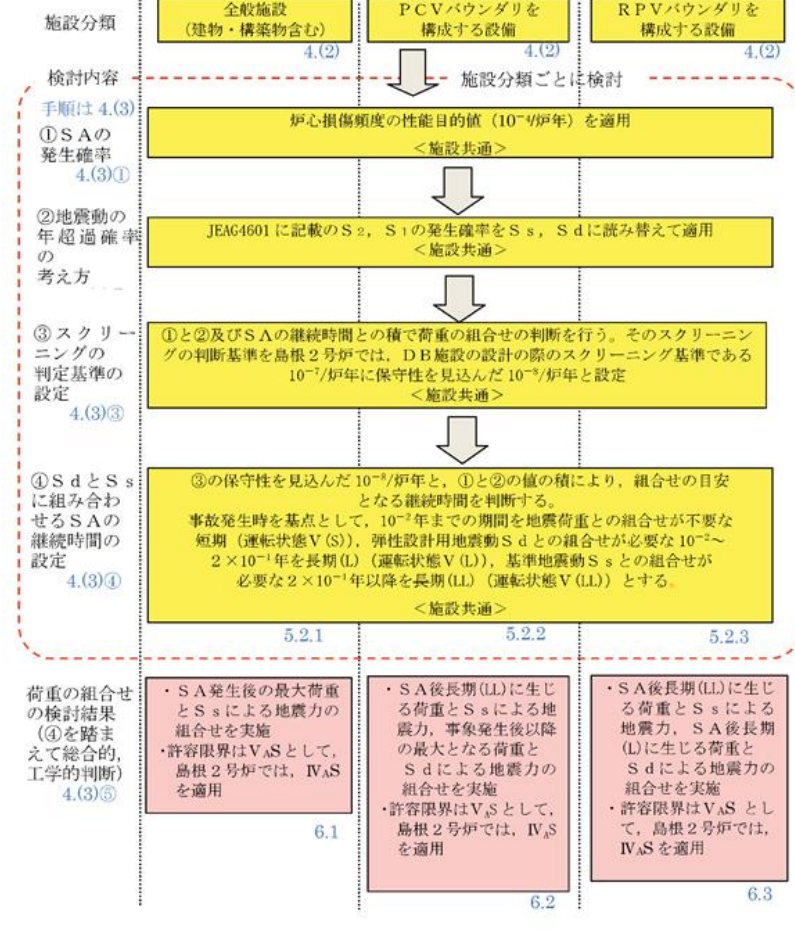 施設分類
全般施設
(建物・構築物含む)
4.(2)
ＰＣＶバウンダリを
構成する設備
4.(2)
ＲＰＶバウンダリを
構成する設備
4.(2)
検討内容
施設分類ごとに検討
手順は 4.(3)
①ＳＡの
発生確率
4.(3)①
炉心損傷頻度の性能目的値（10⁻⁴/炉年）を適用
＜施設共通＞
②地震動の
年超過確率
の
考え方
JEAG4601 に記載のＳ₂，Ｓ₁の発生確率をＳｓ，Ｓｄに読み替えて適用
＜施設共通＞
③スクリー
ニングの
判定基準の
設定
4.(3)③
①と②及びＳＡの継続時間との積で荷重の組合せの判断を行う。そのスクリーニン
グの判断基準を島根２号炉では，ＤＢ施設の設計の際のスクリーニング基準である
10⁻⁷/炉年に保守性を見込んだ 10⁻⁸/炉年と設定
＜施設共通＞
④ＳｄとＳｓ
に組み合わ
せるＳＡの
継続時間の
設定
4.(3)④
③の保守性を見込んだ 10⁻⁸/炉年と，①と②の値の積により，組合せの目安
となる継続時間を判断する。
事故発生時を基点として，10⁻²年までの期間を地震荷重との組合せが不要な
短期（運転状態Ⅴ(S)），弾性設計用地震動Ｓｄとの組合せが必要な 10⁻²～
２×10⁻¹年を長期(L)（運転状態Ⅴ(L)），基準地震動Ｓｓとの組合せが
必要な２×10⁻¹年以降を長期(LL)（運転状態Ⅴ(LL)）とする。
＜施設共通＞
5.2.1
5.2.2
5.2.3
荷重の組合せ
の検討結果
（④を踏ま
えて総合的，
工学的判断）
4.(3)⑤
・ＳＡ発生後の最大荷重
とＳｓによる地震力の
組合せを実施
・許容限界はⅤAＳとして，
島根２号炉では，ⅣAＳ
を適用
6.1
・ＳＡ後長期(LL)に生じ
る荷重とＳｓによる地
震力，事象発生後以降
の最大となる荷重と
Ｓｄによる地震力の
組合せを実施
・許容限界はⅤAＳとして，
島根２号炉では，ⅣAＳ
を適用
6.2
・ＳＡ後長期(LL)に生じ
る荷重とＳｓによる
地震力，ＳＡ後長期
(L)に生じる荷重と
Ｓｄによる地震力の
組合せを実施
・許容限界はⅤAＳ とし
て，島根２号炉では，
ⅣAＳ を適用
6.3